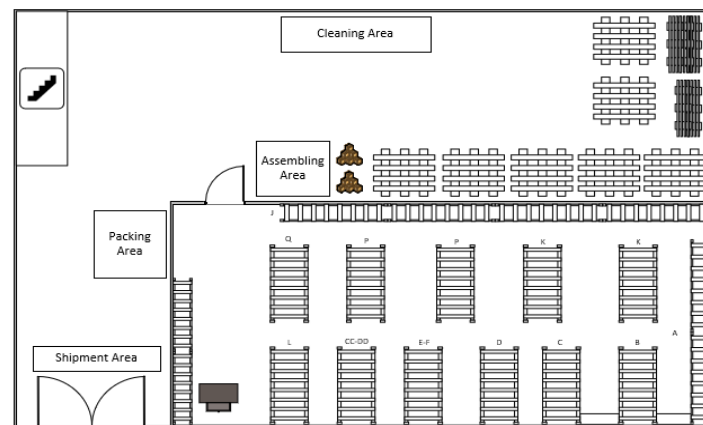 Cleaning Area
Assembling
Area
J
Packing
Area
Q
P
P
K
K
A
Shipment Area
L
CC-DD
E-F
D
C
B